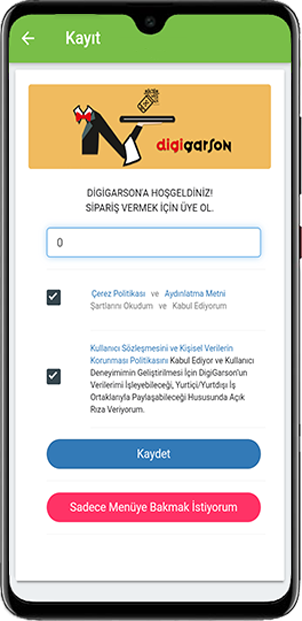 Kayıt
digigarson
DİGİGARSON'A HOŞGELDİNİZ!
SİPARİŞ VERMEK İÇİN ÜYE OL.
0
Çerez Politikası ve Aydınlatma Metni
Şartlarını Okudum ve Kabul Ediyorum
Kullanıcı Sözleşmesini ve Kişisel Verilerin
Korunması Politikasını Kabul Ediyor ve Kullanıcı
Deneyimimin Geliştirilmesi İçin DigiGarson'un
Verilerimi İşleyebileceği, Yurtiçi/Yurtdışı İş
Ortaklarıyla Paylaşabileceği Hususunda Açık
Rıza Veriyorum.
Kaydet
Sadece Menüye Bakmak İstiyorum